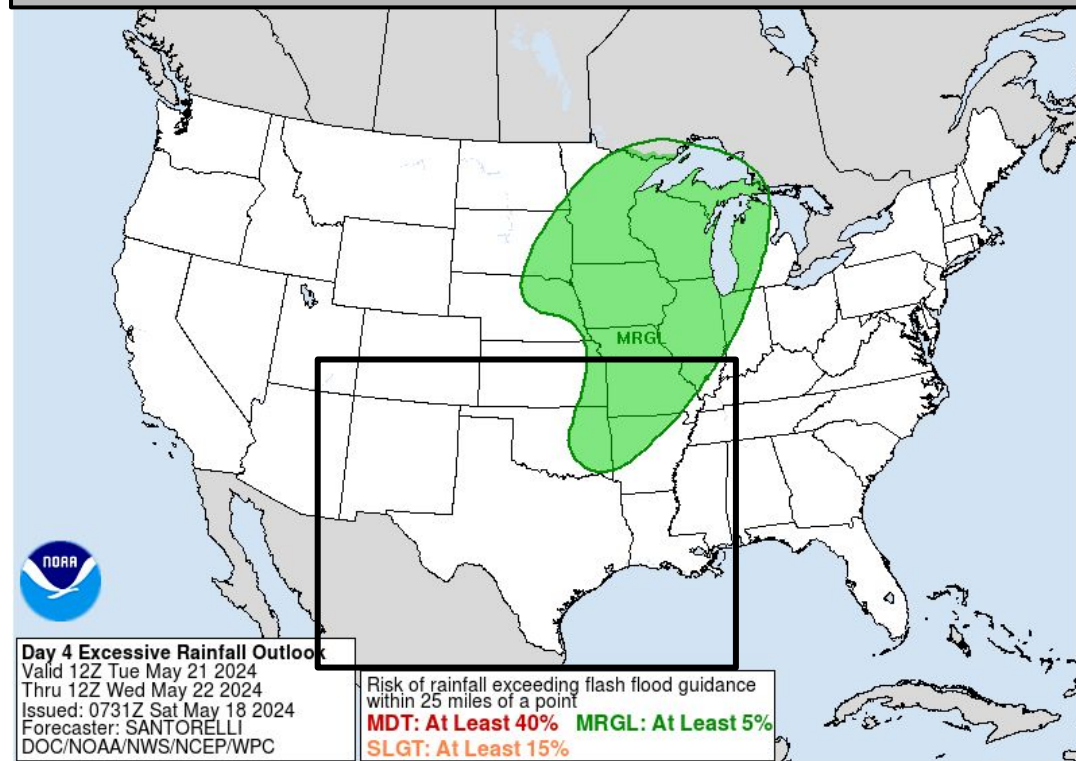 MRGL
NOAA
Day 4 Excessive Rainfall Outlook
Valid 12Z Tue May 21 2024
Thru 12Z Wed May 22 2024
Issued: 0731Z Sat May 18 2024
Forecaster: SANTORELLI
DOC/NOAA/NWS/NCEP/WPC
Risk of rainfall exceeding flash flood guidance
within 25 miles of a point
MDT: At Least 40% MRGL: At Least 5%
SLGT: At Least 15%